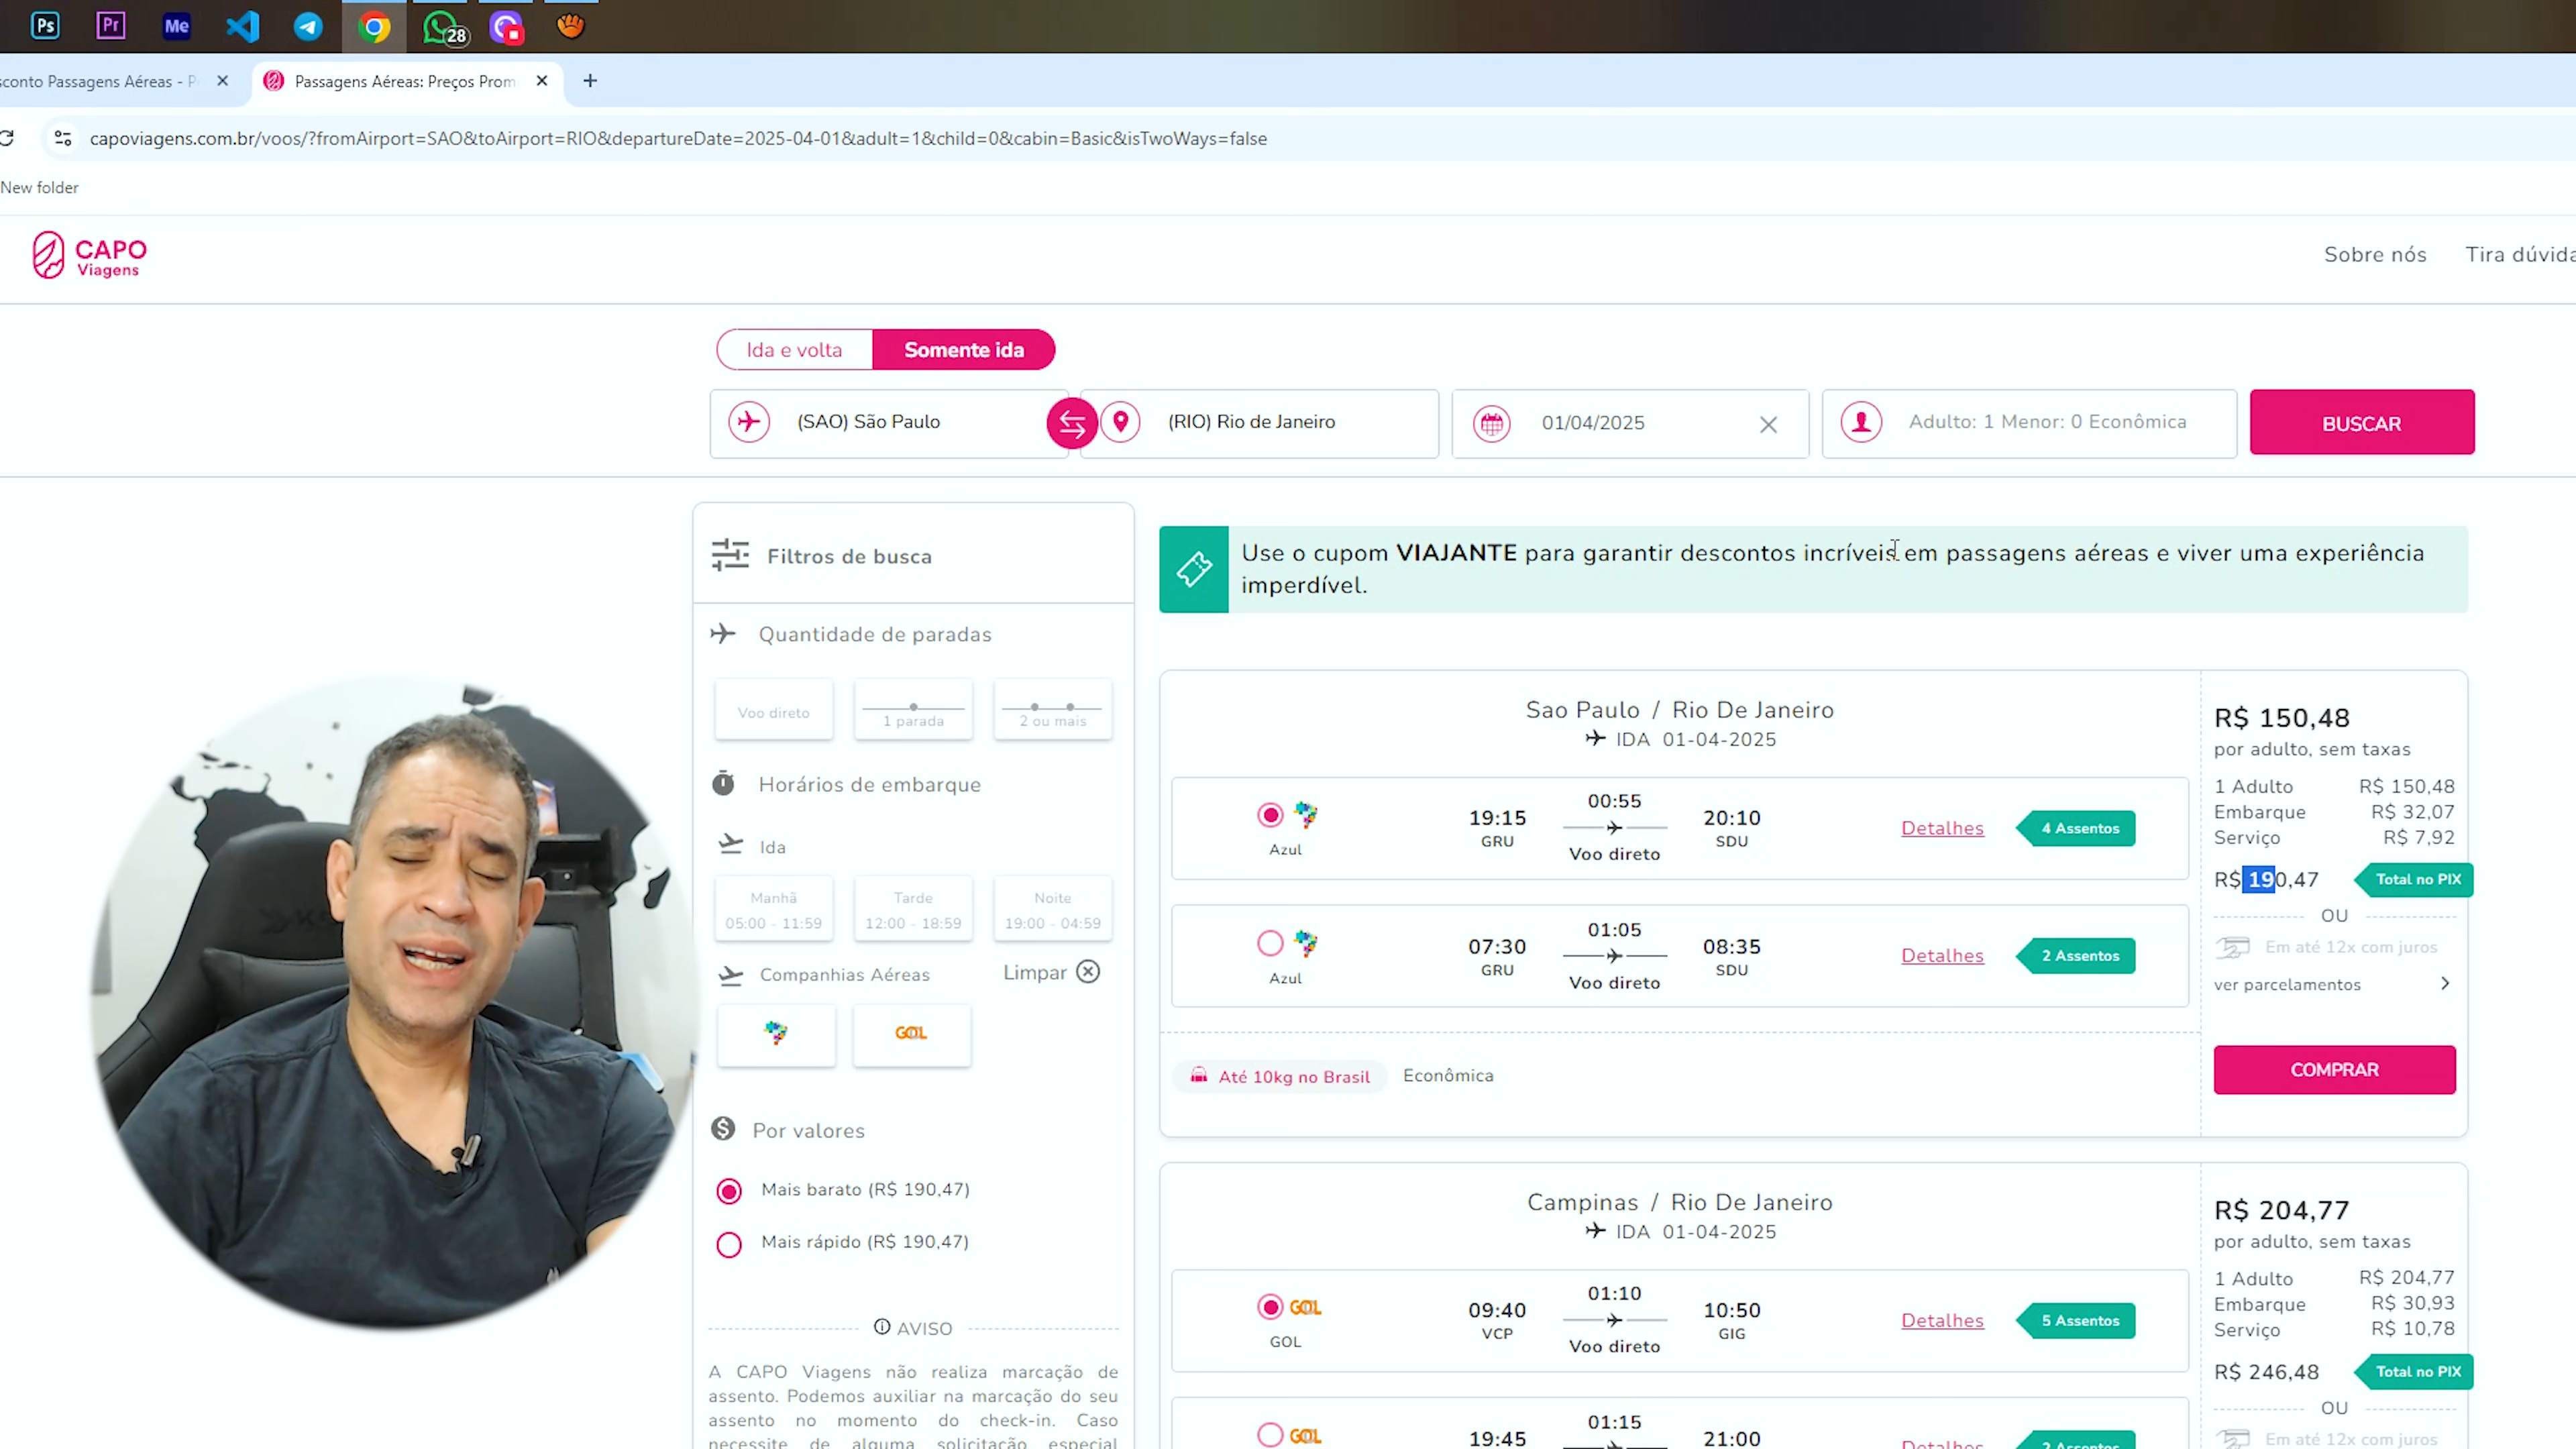 Ps Pr Me 28
sconto Passagens Aéreas - P
Passagens Aéreas: Preços Prom
capoviagens.com.br/voos/?fromAirport=SAO&toAirport=RIO&departureDate=2025-04-01&adult=1&child=0&cabin=Basic&isTwoWays=false
New folder
CAPO
Viagens
Sobre nós
Tira dúvida
Ida e volta
Somente ida
(SAO) São Paulo
(RIO) Rio de Janeiro
01/04/2025
Adulto: 1 Menor: 0 Econômica
BUSCAR
Filtros de busca
Quantidade de paradas
Voo direto
1 parada
2 ou mais
Horários de embarque
Ida
Manhã
05:00 - 11:59
Tarde
12:00 - 18:59
Noite
19:00 - 04:59
Companhias Aéreas
Limpar
GOL
Por valores
Mais barato (R$ 190,47)
Mais rápido (R$ 190,47)
AVISO
A CAPO Viagens não realiza marcação de
assento. Podemos auxiliar na marcação do seu
assento no momento do check-in. Caso
necessite de alguma solicitação especial
Use o cupom VIAJANTE para garantir descontos incríveis em passagens aéreas e viver uma experiência
imperdível.
Sao Paulo / Rio De Janeiro
IDA 01-04-2025
Azul
19:15
GRU
00:55
Voo direto
20:10
SDU
Detalhes
4 Assentos
Azul
07:30
GRU
01:05
Voo direto
08:35
SDU
Detalhes
2 Assentos
Até 10kg no Brasil
Econômica
R$ 150,48
por adulto, sem taxas
1 Adulto R$ 150,48
Embarque R$ 32,07
Serviço R$ 7,92
R$ 190,47
Total no PIX
OU
Em até 12x com juros
ver parcelamentos
COMPRAR
Campinas / Rio De Janeiro
IDA 01-04-2025
GOL
GOL
09:40
VCP
01:10
Voo direto
10:50
GIG
Detalhes
5 Assentos
GOL
19:45
01:15
21:00
Detalhes
2 Assentos
R$ 204,77
por adulto, sem taxas
1 Adulto R$ 204,77
Embarque R$ 30,93
Serviço R$ 10,78
R$ 246,48
Total no PIX
OU
Em até 12x com juros